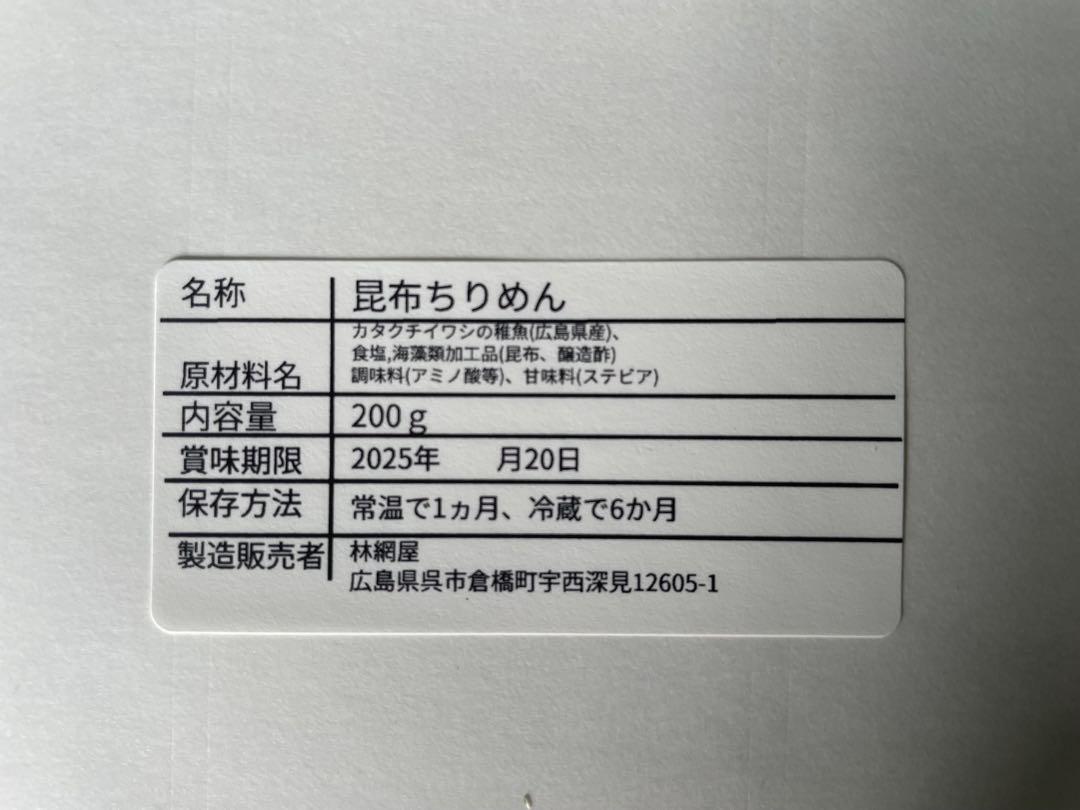 名称 昆布ちりめん
カタクチイワシの稚魚(広島県産)、
食塩,海藻類加工品(昆布、醸造酢)
原材料名 調味料(アミノ酸等)、甘味料(ステビア)
内容量 200g
賞味期限 2025年 月20日
保存方法 常温で1ヵ月、冷蔵で6か月
製造販売者 林網屋
広島県呉市倉橋町宇西深見12605-1